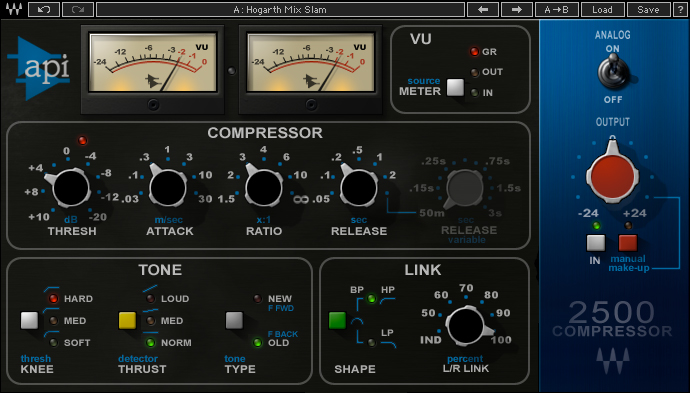 A: Hogarth Mix Slam
A→B
Load
Save
?
api
-24 -12 -6 -3 -2 -1 0
VU
-24 -12 -6 -3 -2 -1 0
VU
VU
source
METER
GR
OUT
IN
ANALOG
ON
OFF
OUTPUT
0
-24 +24
IN
manual
make-up
2500
COMPRESSOR
COMPRESSOR
+10 +8 +4 0 -4 -8 -12 -20
dB
THRESH
.03 .1 .3 1 3 10 30
m/sec
ATTACK
1.5 2 3 4 6 10 ∞
x:1
RATIO
.05 .1 .2 .5 1 2
sec
RELEASE
50m .25s .5s .75s 1.5s 3s
sec
RELEASE
variable
TONE
HARD
MED
SOFT
thresh
KNEE
LOUD
MED
NORM
detector
THRUST
NEW
F FWD
F BACK
OLD
tone
TYPE
LINK
BP HP
LP
SHAPE
IND 50 60 70 80 90 100
percent
L/R LINK